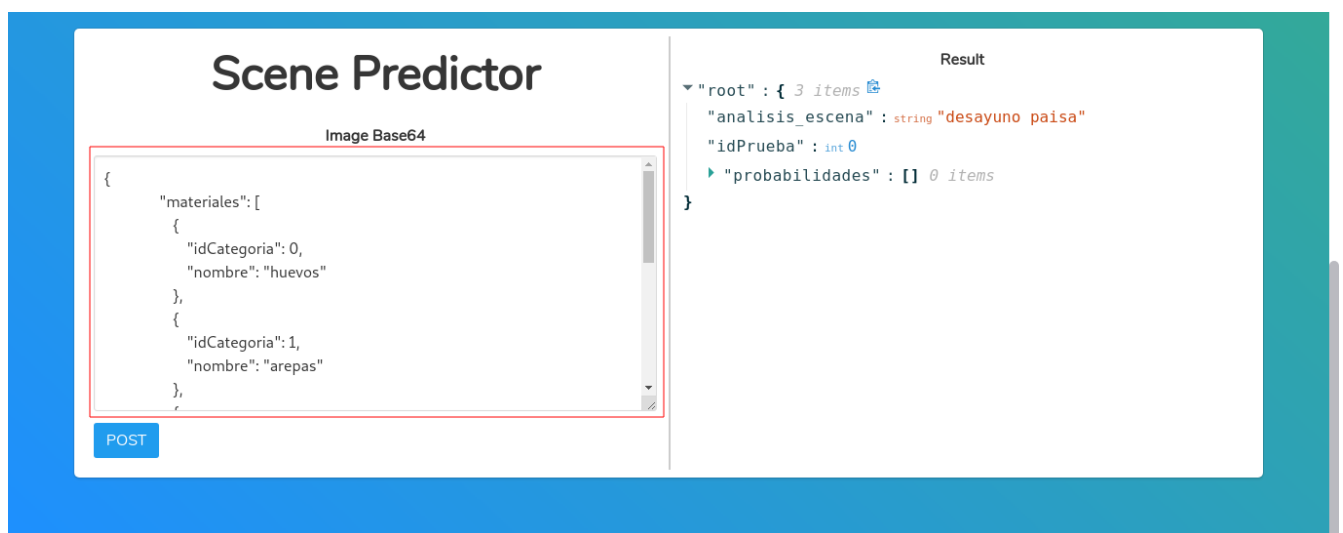 Scene Predictor
Image Base64
{
"materiales": [
{
"idCategoria": 0,
"nombre": "huevos"
},
{
"idCategoria": 1,
"nombre": "arepas"
},
POST
Result
"root" : { 3 items
"analisis_escena" : string "desayuno paisa"
"idPrueba" : int 0
"probabilidades" : [] 0 items
}